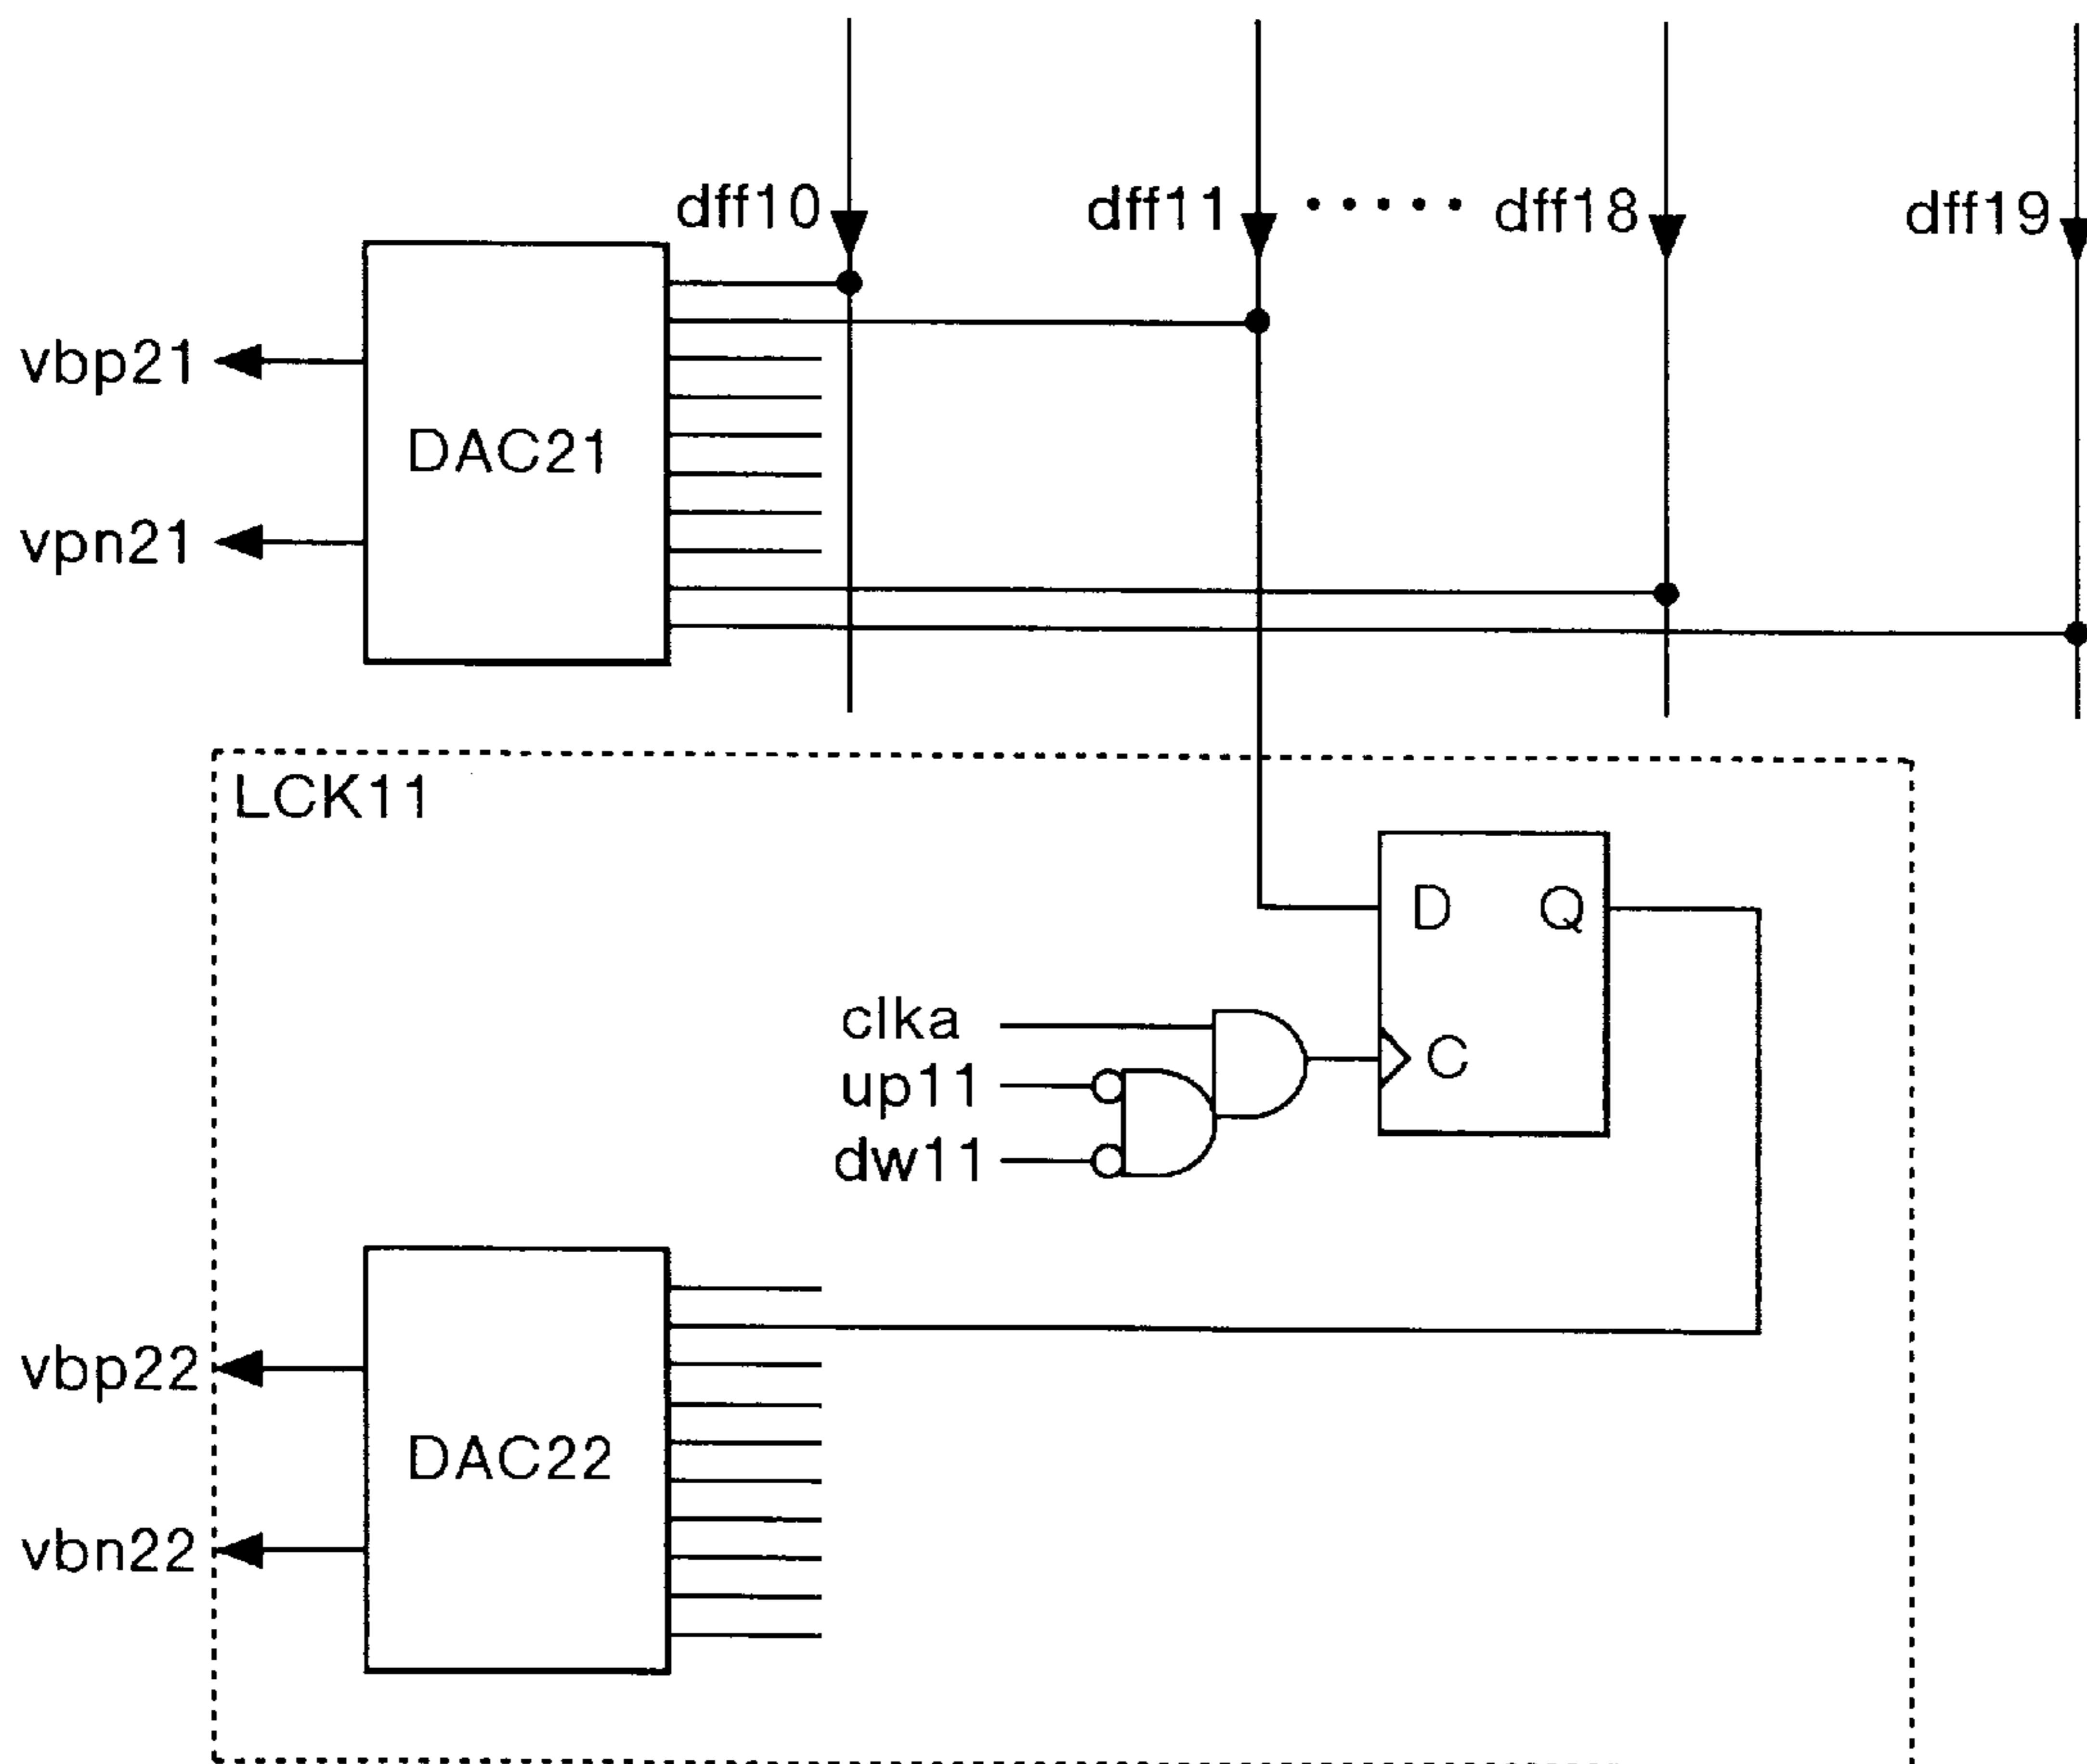 dff10
dff11
dff18
dff19
vbp21
DAC21
vpn21
LCK11
D
Q
clka
C
up11
dw11
vbp22
DAC22
vbn22